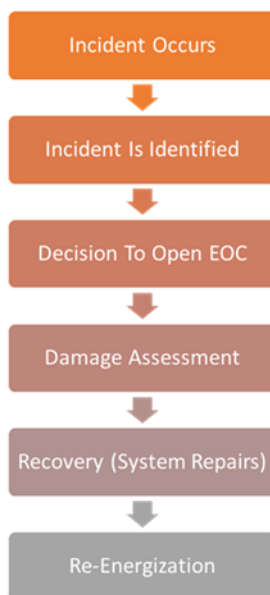 Incident Occurs
Incident Is Identified
Decision To Open EOC
Damage Assessment
Recovery (System Repairs)
Re-Energization